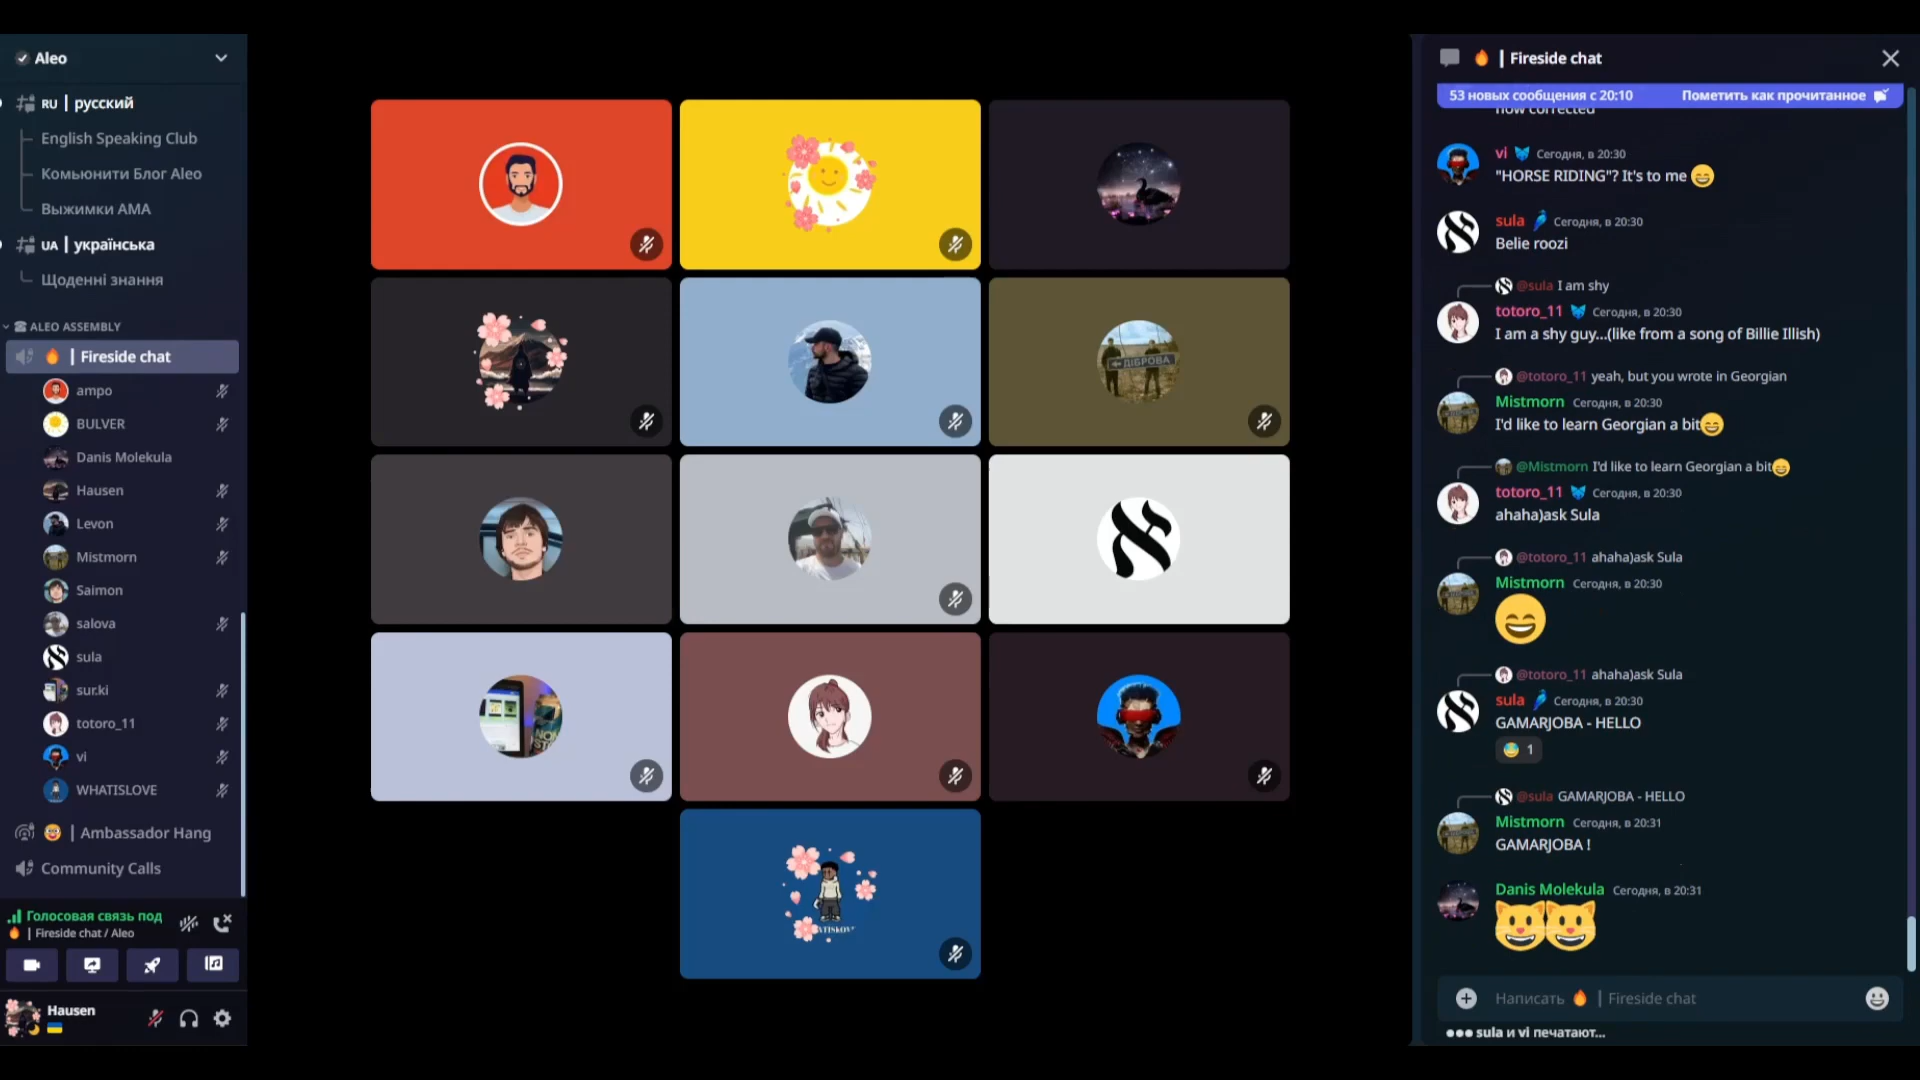 Aleo
RU | русский
English Speaking Club
Комьюнити Блог Aleo
Выжимки AMA
UA | українська
Щоденні знання
ALEO ASSEMBLY
| Fireside chat
ampo
BULVER
Danis Molekula
Hausen
Levon
Mistmorn
Saimon
salova
sula
sur.ki
totoro_11
vi
WHATISLOVE
| Ambassador Hang
Community Calls
Голосовая связь под
| Fireside chat / Aleo
Hausen
ДІБРОВА
| Fireside chat
53 новых сообщения с 20:10 Пометить как прочитанное
now corrected
vi Сегодня, в 20:30
"HORSE RIDING"? It's to me 😄
sula Сегодня, в 20:30
Belie roozi
@sula I am shy
totoro_11 Сегодня, в 20:30
I am a shy guy...(like from a song of Billie Illish)
@totoro_11 yeah, but you wrote in Georgian
Mistmorn Сегодня, в 20:30
I'd like to learn Georgian a bit😄
@Mistmorn I'd like to learn Georgian a bit😄
totoro_11 Сегодня, в 20:30
ahaha)ask Sula
@totoro_11 ahaha)ask Sula
Mistmorn Сегодня, в 20:30
😄
@totoro_11 ahaha)ask Sula
sula Сегодня, в 20:30
GAMARJOBA - HELLO
1
@sula GAMARJOBA - HELLO
Mistmorn Сегодня, в 20:31
GAMARJOBA !
Danis Molekula Сегодня, в 20:31
😺😺
Написать 🔥 | Fireside chat
sula и vi печатают...